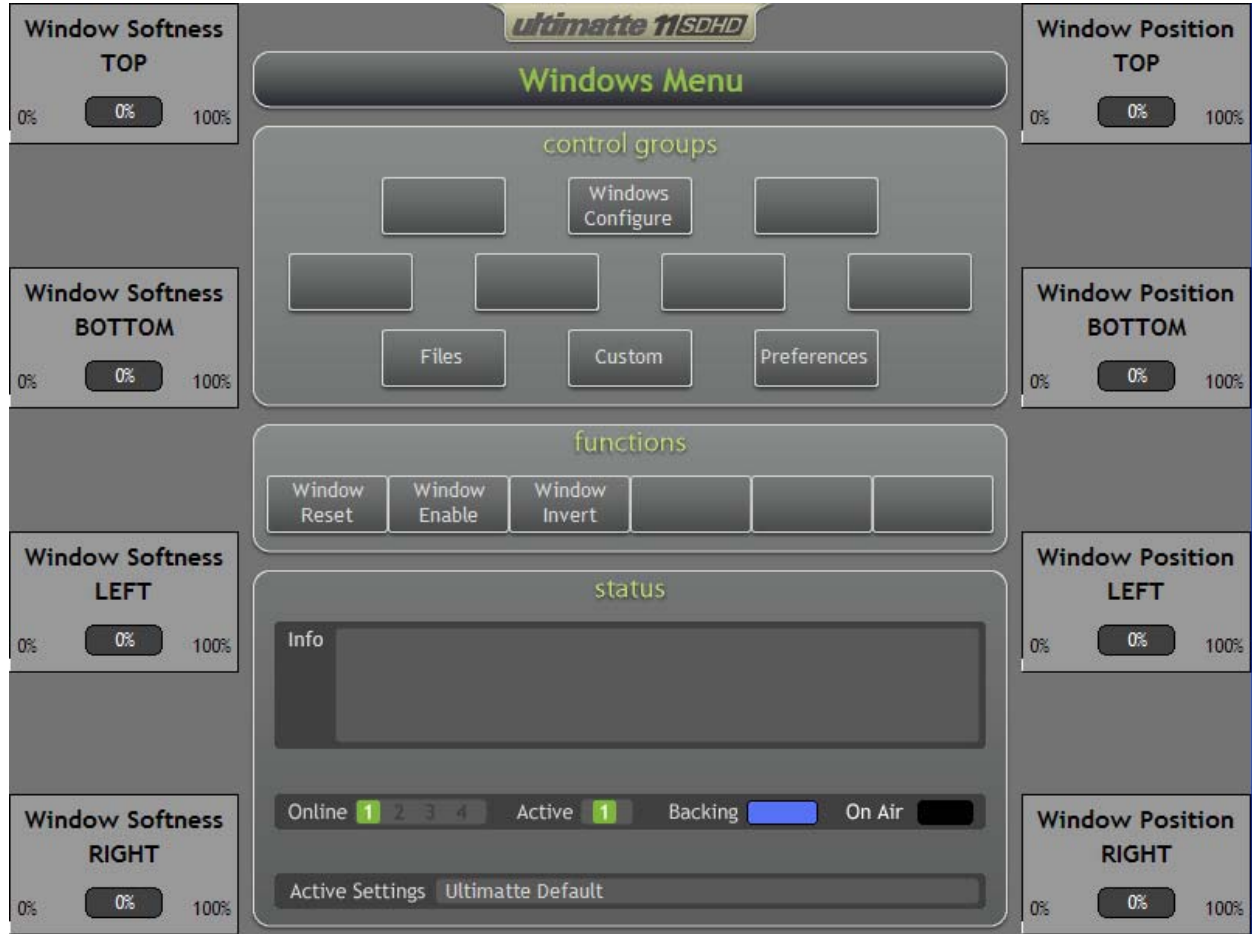 Window Softness
TOP
0% 0% 100%
Window Softness
BOTTOM
0% 0% 100%
Window Softness
LEFT
0% 0% 100%
Window Softness
RIGHT
0% 0% 100%
ultimatte 11 SDHD
Windows Menu
control groups
Windows
Configure
Files Custom Preferences
functions
Window Window Window
Reset Enable Invert
status
Info
Online 1 2 3 4 Active 1 Backing On Air
Active Settings Ultimatte Default
Window Position
TOP
0% 0% 100%
Window Position
BOTTOM
0% 0% 100%
Window Position
LEFT
0% 0% 100%
Window Position
RIGHT
0% 0% 100%